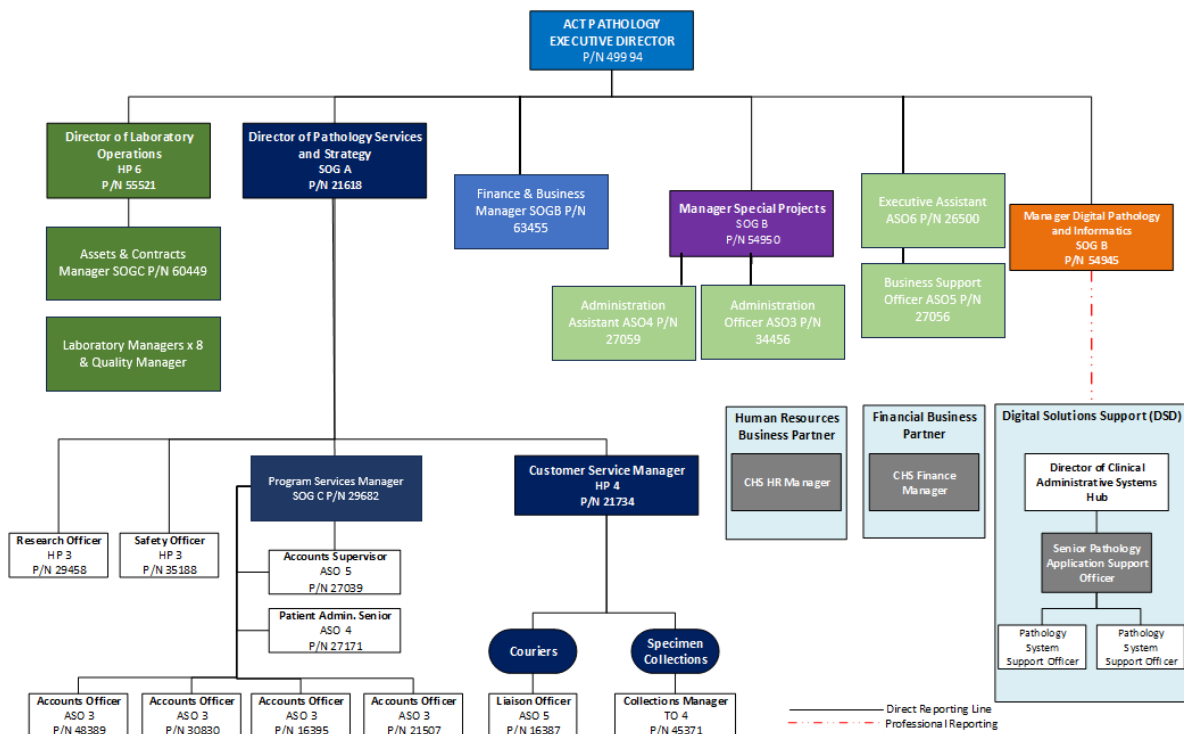 ACT PATHOLOGY
EXECUTIVE DIRECTOR
P/N 49994
Director of Laboratory
Operations
HP 6
P/N 55521
Director of Pathology Services
and Strategy
SOG A
P/N 21618
Finance & Business
Manager SOGB P/N
63455
Manager Special Projects
SOG B
P/N 54950
Executive Assistant
ASO6 P/N 26500
Manager Digital Pathology
and Informatics
SOG B
P/N 54945
Assets & Contracts
Manager SOGC P/N 60449
Administration
Assistant ASO4 P/N
27059
Administration
Officer ASO3 P/N
34456
Business Support
Officer ASO5 P/N
27056
Laboratory Managers x 8
& Quality Manager
Human Resources
Business Partner
CHS HR Manager
Financial Business
Partner
CHS Finance
Manager
Digital Solutions Support (DSD)
Director of Clinical
Administrative Systems
Hub
Senior Pathology
Application Support
Officer
Pathology
System
Support Officer
Pathology
System
Support Officer
Program Services Manager
SOG C P/N 29682
Customer Service Manager
HP 4
P/N 21734
Research Officer
HP 3
P/N 29458
Safety Officer
HP 3
P/N 35188
Accounts Supervisor
ASO 5
P/N 27039
Patient Admin. Senior
ASO 4
P/N 27171
Couriers
Specimen
Collections
Accounts Officer
ASO 3
P/N 48389
Accounts Officer
ASO 3
P/N 30830
Accounts Officer
ASO 3
P/N 16395
Accounts Officer
ASO 3
P/N 21507
Liaison Officer
ASO 5
P/N 16387
Collections Manager
TO 4
P/N 45371
Direct Reporting Line
Professional Reporting